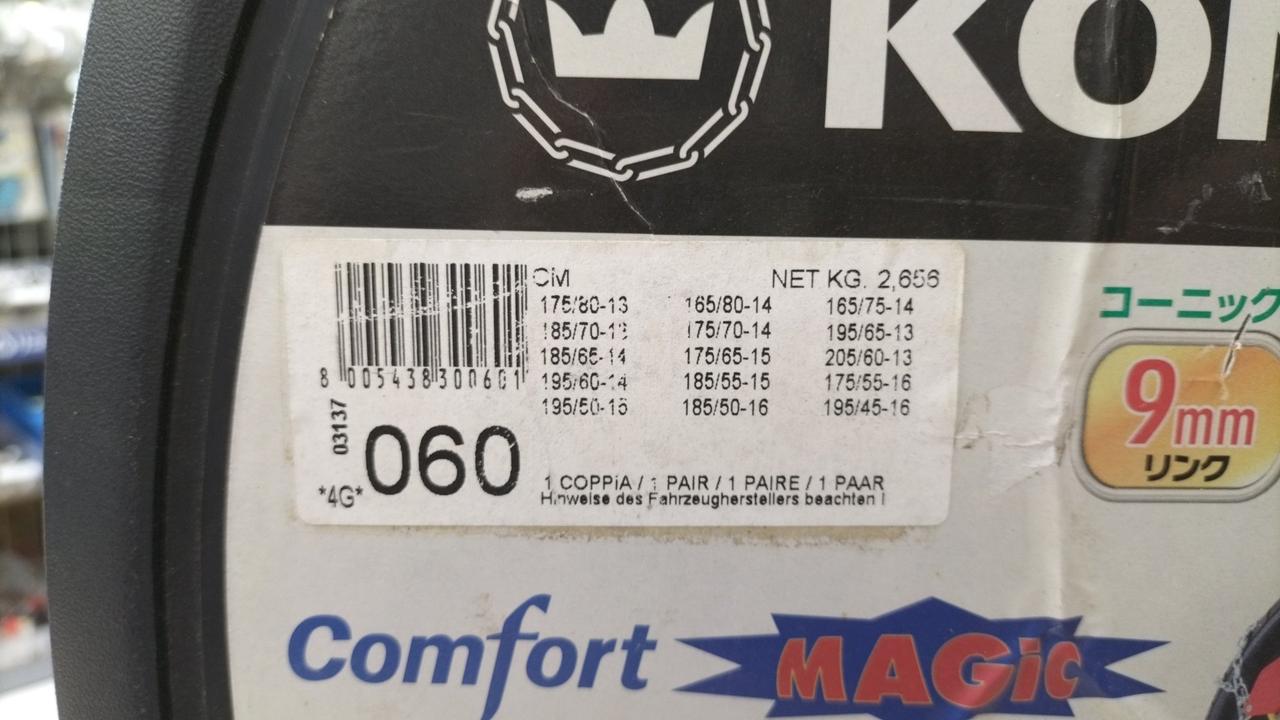 CM NET KG. 2,656
175/80-13 165/80-14 165/75-14
185/70-13 175/70-14 195/65-13
185/65-14 175/65-15 205/60-13
195/60-14 185/55-15 175/55-16
195/50-15 185/50-16 195/45-16
8 005438300601
03137
*4G* 060
1 COPPiA / 1 PAIR / 1 PAIRE / 1 PAAR
Hinweise des Fahrzeugherstellers beachten !
コーニック
9mm
リンク
Comfort MAGiC